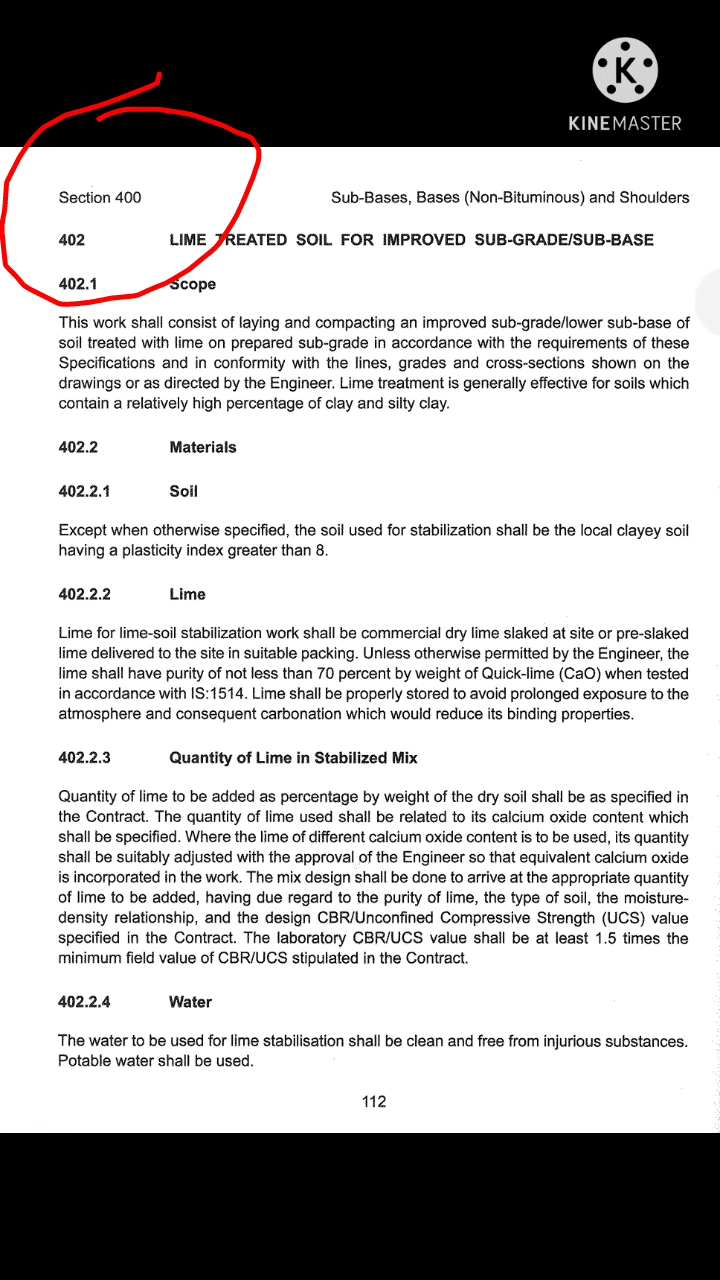 K
KINEMASTER
Section 400 Sub-Bases, Bases (Non-Bituminous) and Shoulders
402 LIME TREATED SOIL FOR IMPROVED SUB-GRADE/SUB-BASE
402.1 Scope
This work shall consist of laying and compacting an improved sub-grade/lower sub-base of
soil treated with lime on prepared sub-grade in accordance with the requirements of these
Specifications and in conformity with the lines, grades and cross-sections shown on the
drawings or as directed by the Engineer. Lime treatment is generally effective for soils which
contain a relatively high percentage of clay and silty clay.
402.2 Materials
402.2.1 Soil
Except when otherwise specified, the soil used for stabilization shall be the local clayey soil
having a plasticity index greater than 8.
402.2.2 Lime
Lime for lime-soil stabilization work shall be commercial dry lime slaked at site or pre-slaked
lime delivered to the site in suitable packing. Unless otherwise permitted by the Engineer, the
lime shall have purity of not less than 70 percent by weight of Quick-lime (CaO) when tested
in accordance with IS:1514. Lime shall be properly stored to avoid prolonged exposure to the
atmosphere and consequent carbonation which would reduce its binding properties.
402.2.3 Quantity of Lime in Stabilized Mix
Quantity of lime to be added as percentage by weight of the dry soil shall be as specified in
the Contract. The quantity of lime used shall be related to its calcium oxide content which
shall be specified. Where the lime of different calcium oxide content is to be used, its quantity
shall be suitably adjusted with the approval of the Engineer so that equivalent calcium oxide
is incorporated in the work. The mix design shall be done to arrive at the appropriate quantity
of lime to be added, having due regard to the purity of lime, the type of soil, the moisture-
density relationship, and the design CBR/Unconfined Compressive Strength (UCS) value
specified in the Contract. The laboratory CBR/UCS value shall be at least 1.5 times the
minimum field value of CBR/UCS stipulated in the Contract.
402.2.4 Water
The water to be used for lime stabilisation shall be clean and free from injurious substances.
Potable water shall be used.
112